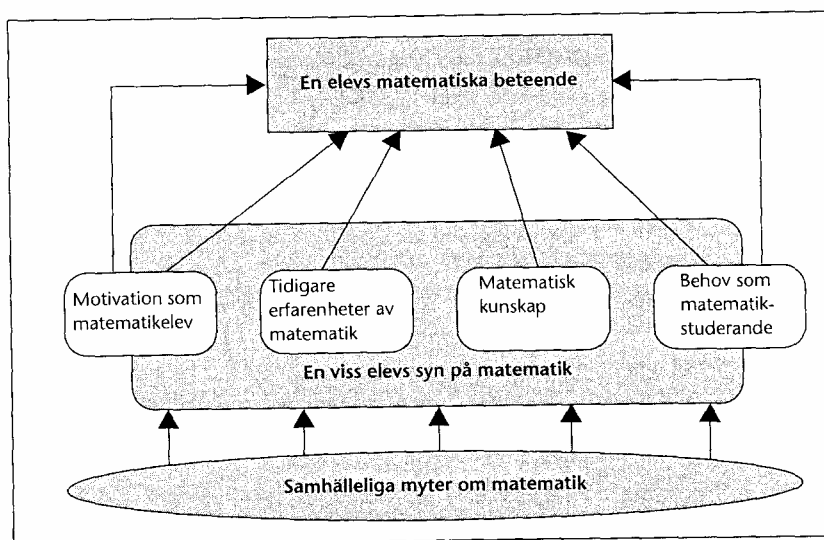 En elevs matematiska beteende
Motivation som
matematikelev
Tidigare
erfarenheter av
matematik
Matematisk
kunskap
Behov som
matematik-
studerande
En viss elevs syn på matematik
Samhälleliga myter om matematik